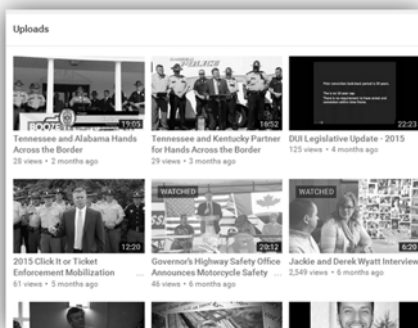 Uploads
BOOZE
19:05
16:52
22:23
Tennessee and Alabama Hands
Across the Border
28 views • 2 months ago
Tennessee and Kentucky Partner
for Hands Across the Border
29 views • 3 months ago
DUI Legislative Update - 2015
125 views • 4 months ago
12:20
WATCHED
20:12
WATCHED
6:20
2015 Click It or Ticket
Enforcement Mobilization ...
61 views • 5 months ago
Governor's Highway Safety Office
Announces Motorcycle Safety ...
46 views • 6 months ago
Jackie and Derek Wyatt Interview
2,549 views • 6 months ago